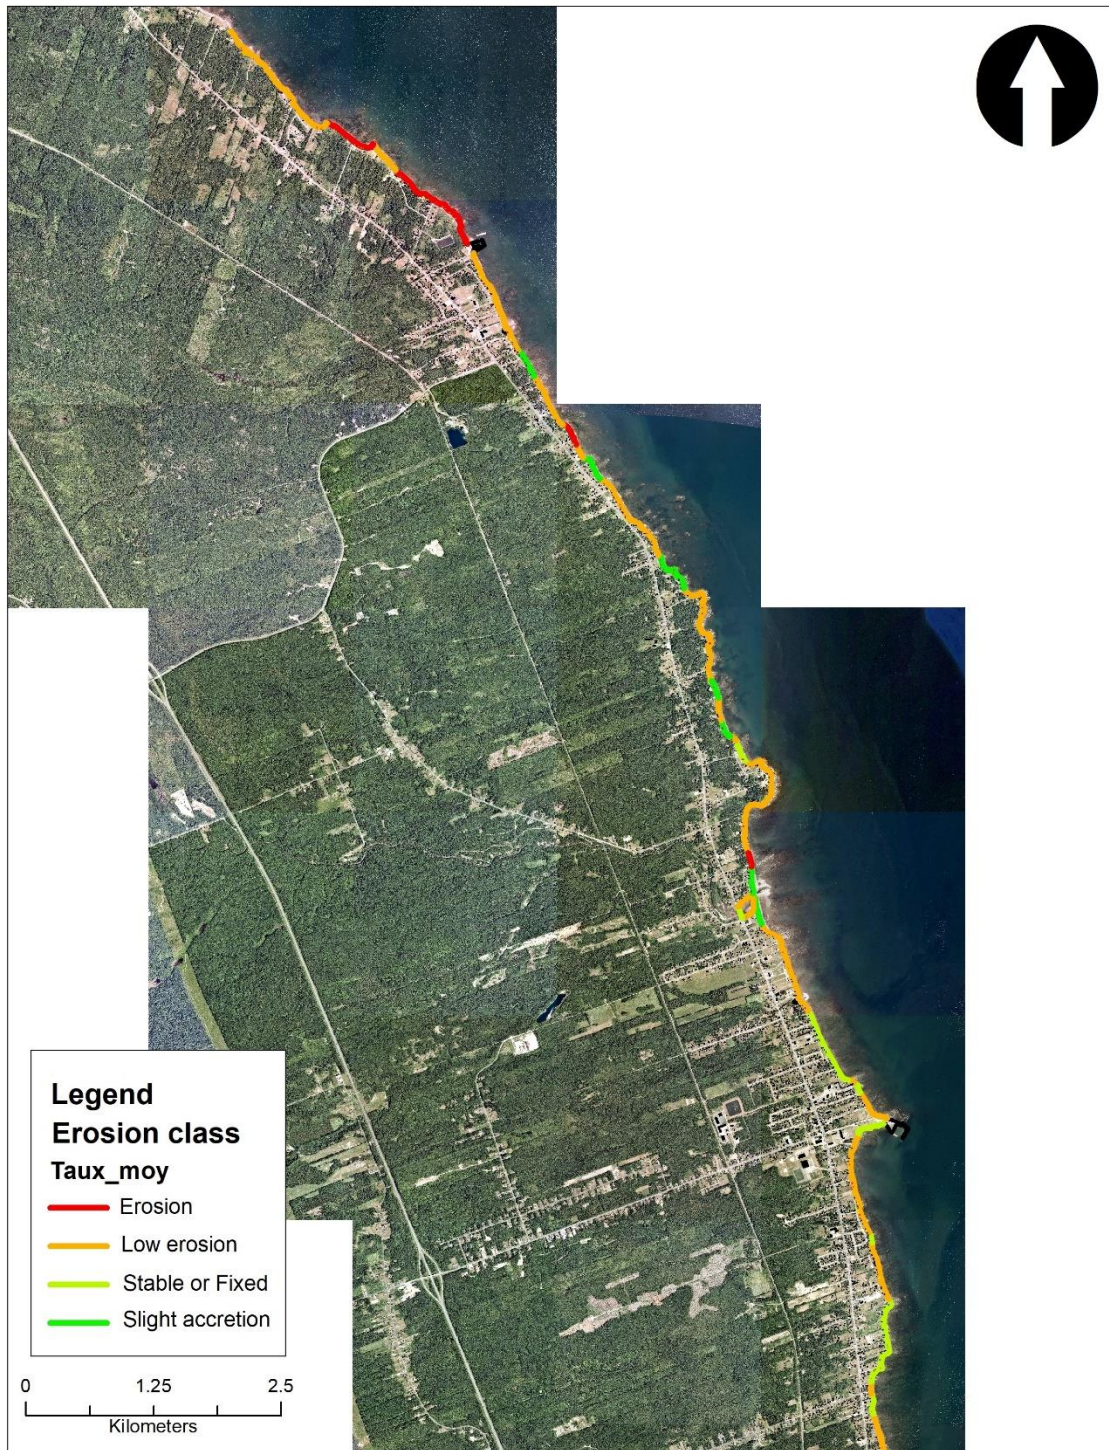 Legend
Erosion class
Taux_moy
Erosion
Low erosion
Stable or Fixed
Slight accretion
0 1.25 2.5
Kilometers